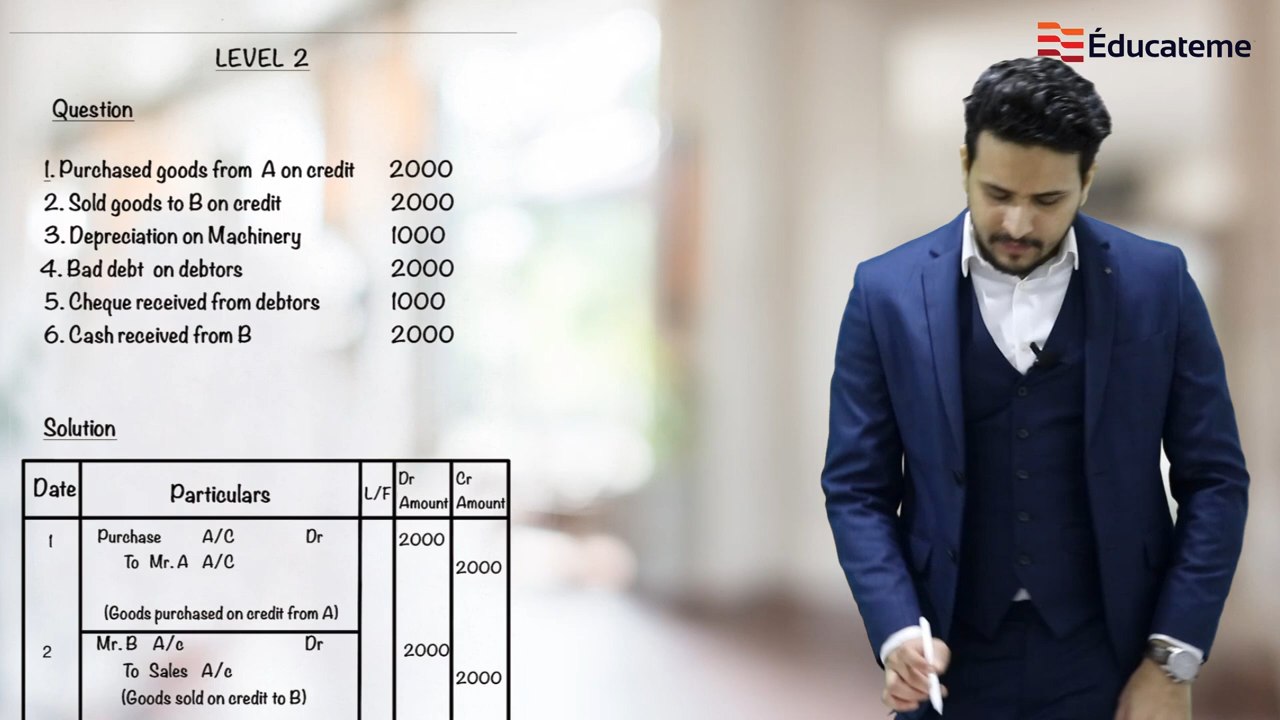 Éducateme
LEVEL 2
Question
1. Purchased goods from A on credit 2000
2. Sold goods to B on credit 2000
3. Depreciation on Machinery 1000
4. Bad debt on debtors 2000
5. Cheque received from debtors 1000
6. Cash received from B 2000
Solution
Date Particulars L/F Dr Amount Cr Amount
1 Purchase A/C Dr 2000
To Mr. A A/C 2000
(Goods purchased on credit from A)
2 Mr. B A/c Dr 2000
To Sales A/c 2000
(Goods sold on credit to B)